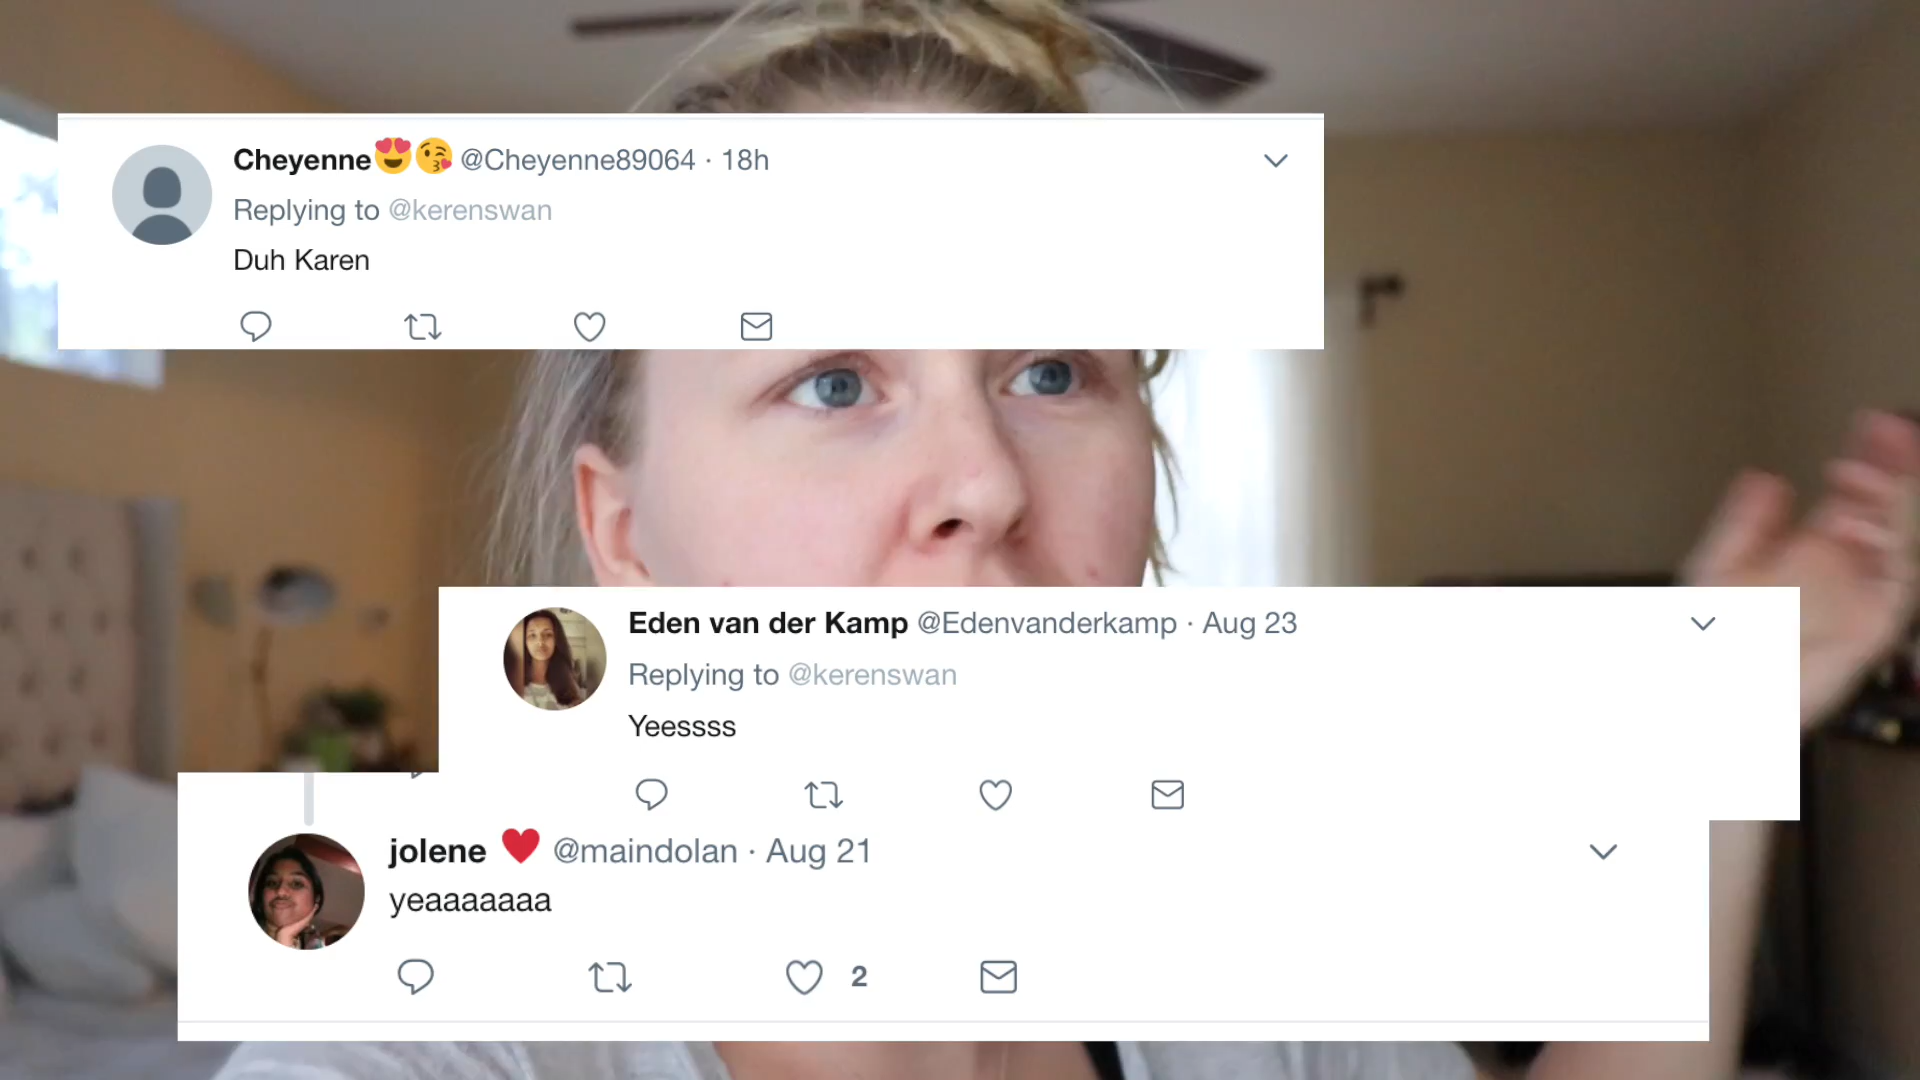 Cheyenne😍😘 @Cheyenne89064 · 18h
Replying to @kerenswan
Duh Karen
Eden van der Kamp @Edenvanderkamp · Aug 23
Replying to @kerenswan
Yeessss
jolene ❤️ @maindolan · Aug 21
yeaaaaaaa
2